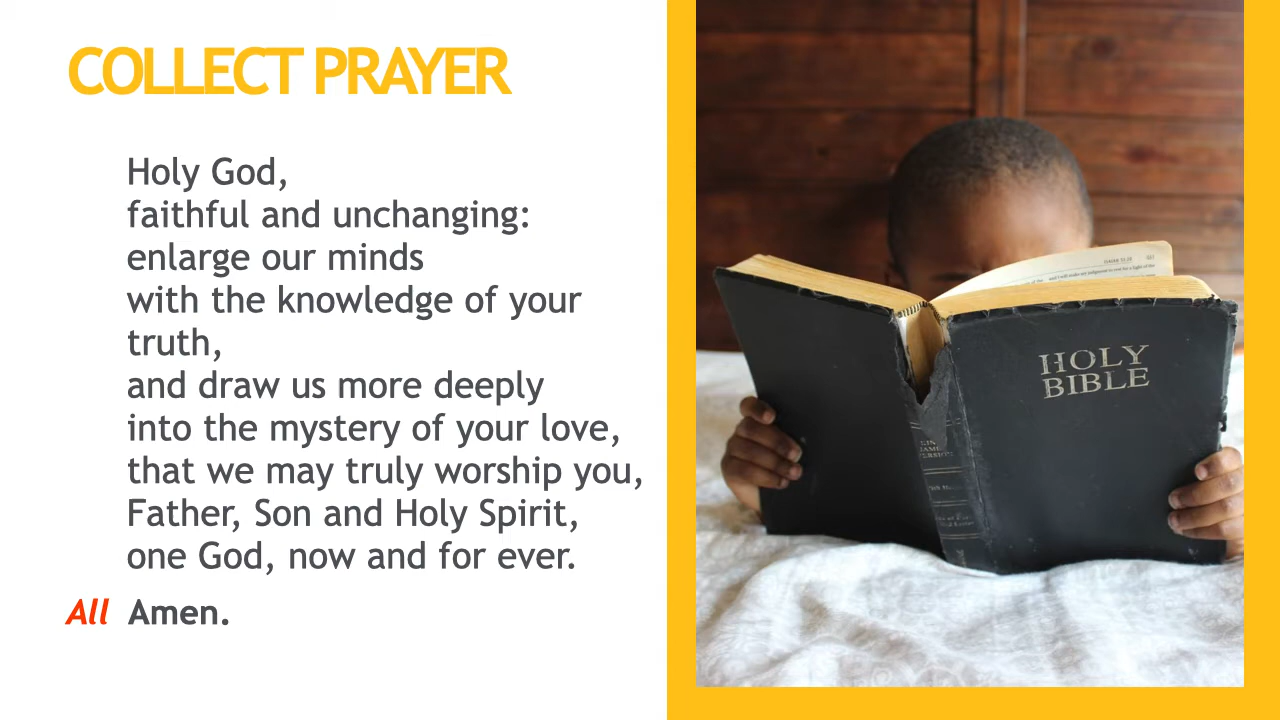 COLLECT PRAYER
Holy God,
faithful and unchanging:
enlarge our minds
with the knowledge of your
truth,
and draw us more deeply
into the mystery of your love,
that we may truly worship you,
Father, Son and Holy Spirit,
one God, now and for ever.
All Amen.
HOLY
BIBLE